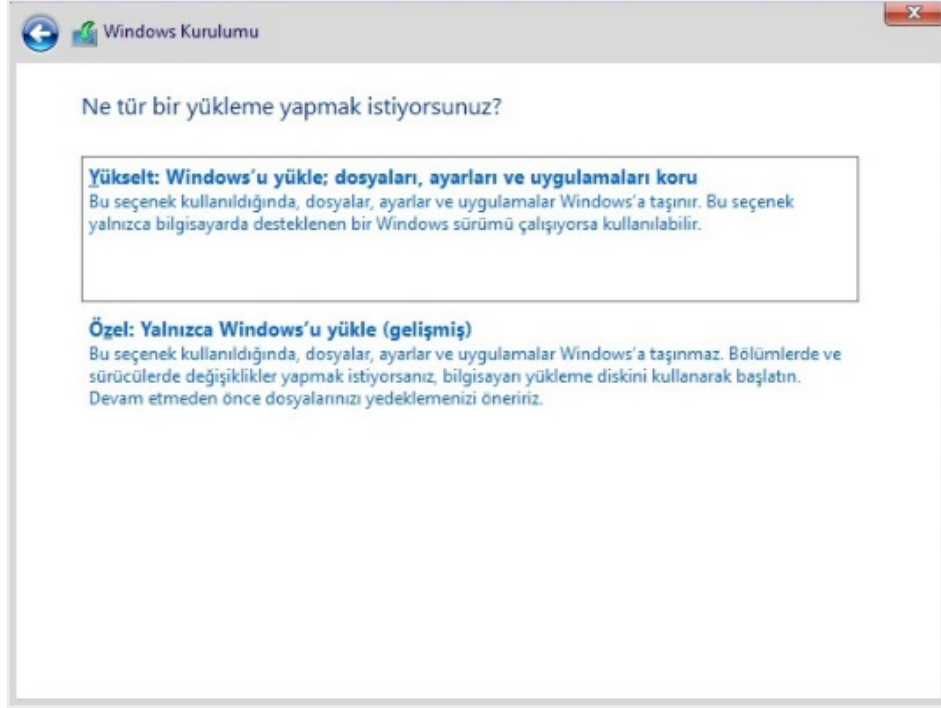 Windows Kurulumu
Ne tür bir yükleme yapmak istiyorsunuz?
Yükselt: Windows'u yükle; dosyaları, ayarları ve uygulamaları koru
Bu seçenek kullanıldığında, dosyalar, ayarlar ve uygulamalar Windows'a taşınır. Bu seçenek
yalnızca bilgisayarda desteklenen bir Windows sürümü çalışıyorsa kullanılabilir.
Özel: Yalnızca Windows'u yükle (gelişmiş)
Bu seçenek kullanıldığında, dosyalar, ayarlar ve uygulamalar Windows'a taşınmaz. Bölümlerde ve
sürücülerde değişiklikler yapmak istiyorsanız, bilgisayarı yükleme diskini kullanarak başlatın.
Devam etmeden önce dosyalarınızı yedeklemenizi öneririz.